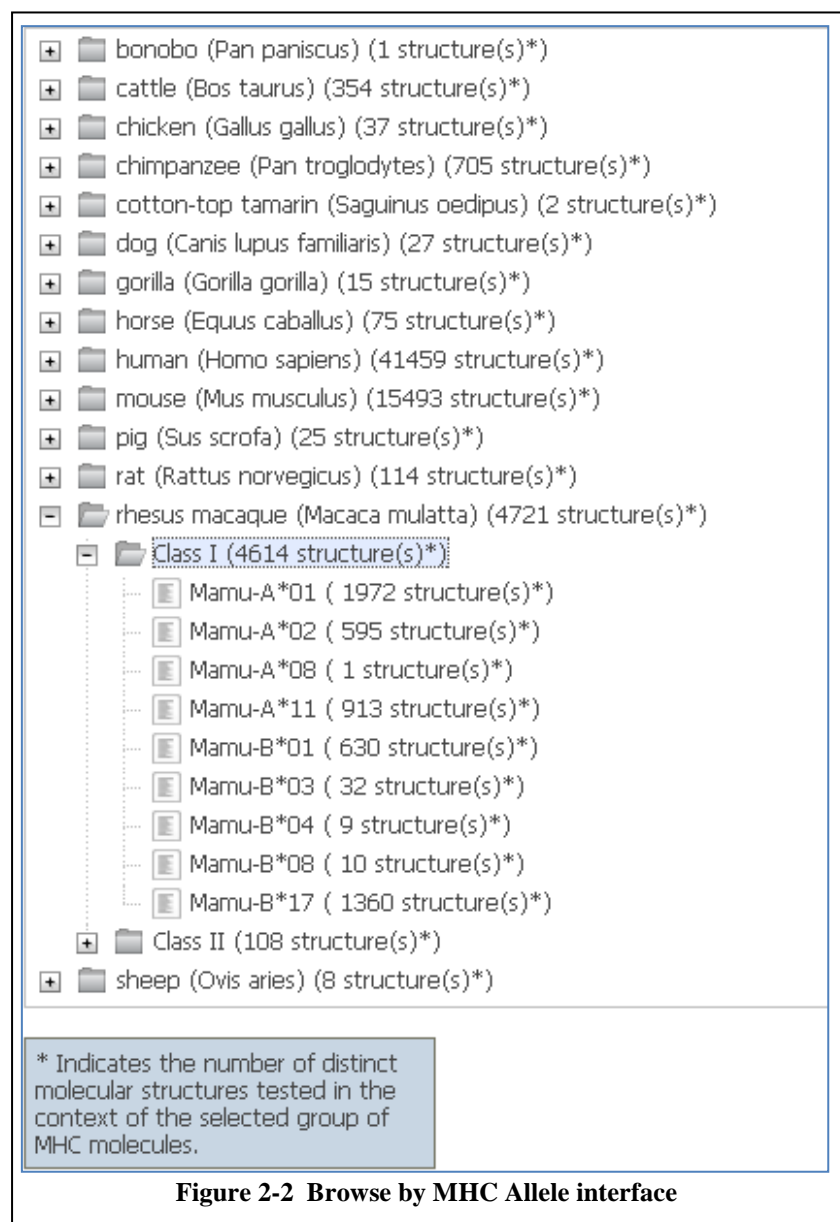 bonobo (Pan paniscus) (1 structure(s)*)
cattle (Bos taurus) (354 structure(s)*)
chicken (Gallus gallus) (37 structure(s)*)
chimpanzee (Pan troglodytes) (705 structure(s)*)
cotton-top tamarin (Saguinus oedipus) (2 structure(s)*)
dog (Canis lupus familiaris) (27 structure(s)*)
gorilla (Gorilla gorilla) (15 structure(s)*)
horse (Equus caballus) (75 structure(s)*)
human (Homo sapiens) (41459 structure(s)*)
mouse (Mus musculus) (15493 structure(s)*)
pig (Sus scrofa) (25 structure(s)*)
rat (Rattus norvegicus) (114 structure(s)*)
rhesus macaque (Macaca mulatta) (4721 structure(s)*)
Class I (4614 structure(s)*)
Mamu-A*01 ( 1972 structure(s)*)
Mamu-A*02 ( 595 structure(s)*)
Mamu-A*08 ( 1 structure(s)*)
Mamu-A*11 ( 913 structure(s)*)
Mamu-B*01 ( 630 structure(s)*)
Mamu-B*03 ( 32 structure(s)*)
Mamu-B*04 ( 9 structure(s)*)
Mamu-B*08 ( 10 structure(s)*)
Mamu-B*17 ( 1360 structure(s)*)
Class II (108 structure(s)*)
sheep (Ovis aries) (8 structure(s)*)
* Indicates the number of distinct
molecular structures tested in the
context of the selected group of
MHC molecules.
Figure 2-2 Browse by MHC Allele interface